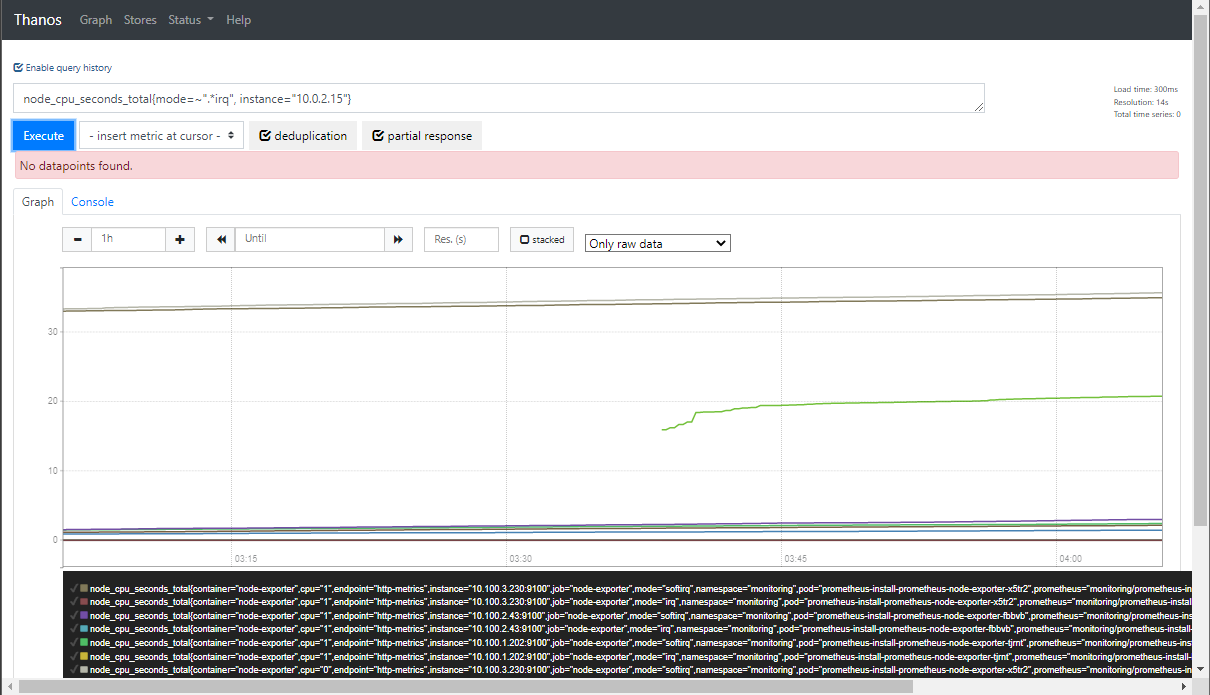 Thanos Graph Stores Status Help
Enable query history
node_cpu_seconds_total{mode=~".*irq", instance="10.0.2.15"}
Load time: 300ms
Resolution: 14s
Total time series: 0
Execute - insert metric at cursor - deduplication partial response
No datapoints found.
Graph Console
1h Until Res. (s) stacked Only raw data
30
20
10
0
03:15 03:30 03:45 04:00
node_cpu_seconds_total{container="node-exporter",cpu="1",endpoint="http-metrics",instance="10.100.3.230:9100",job="node-exporter",mode="softirq",namespace="monitoring",pod="prometheus-install-prometheus-node-exporter-x5tr2",prometheus="monitoring/prometheus-in
node_cpu_seconds_total{container="node-exporter",cpu="1",endpoint="http-metrics",instance="10.100.3.230:9100",job="node-exporter",mode="irq",namespace="monitoring",pod="prometheus-install-prometheus-node-exporter-x5tr2",prometheus="monitoring/prometheus-instal
node_cpu_seconds_total{container="node-exporter",cpu="1",endpoint="http-metrics",instance="10.100.2.43:9100",job="node-exporter",mode="softirq",namespace="monitoring",pod="prometheus-install-prometheus-node-exporter-fbbvb",prometheus="monitoring/prometheus-ins
node_cpu_seconds_total{container="node-exporter",cpu="0",endpoint="http-metrics",instance="10.100.2.43:9100",job="node-exporter",mode="irq",namespace="monitoring",pod="prometheus-install-prometheus-node-exporter-fbbvb",prometheus="monitoring/prometheus-install-
node_cpu_seconds_total{container="node-exporter",cpu="1",endpoint="http-metrics",instance="10.100.1.202:9100",job="node-exporter",mode="softirq",namespace="monitoring",pod="prometheus-install-prometheus-node-exporter-tjrnt",prometheus="monitoring/prometheus-ins
node_cpu_seconds_total{container="node-exporter",cpu="1",endpoint="http-metrics",instance="10.100.1.202:9100",job="node-exporter",mode="irq",namespace="monitoring",pod="prometheus-install-prometheus-node-exporter-tjrnt",prometheus="monitoring/prometheus-install
node_cpu_seconds_total{container="node-exporter",cpu="0",endpoint="http-metrics",instance="10.100.3.230:9100",job="node-exporter",mode="softirq",namespace="monitoring",pod="prometheus-install-prometheus-node-exporter-x5tr2",prometheus="monitoring/prometheus-in